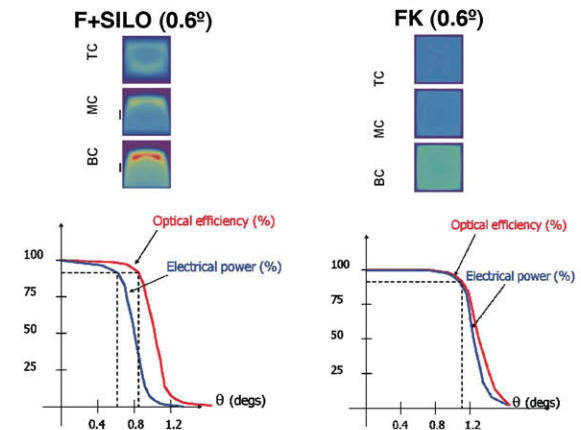 F+SILO (0.6º)
TC
MC
BC
Optical efficiency (%)
Electrical power (%)
100
75
50
25
0.4 0.8 1.2
θ (degs)
FK (0.6º)
TC
MC
BC
Optical efficiency (%)
Electrical power (%)
100
75
50
25
0.4 0.8 1.2
θ (degs)